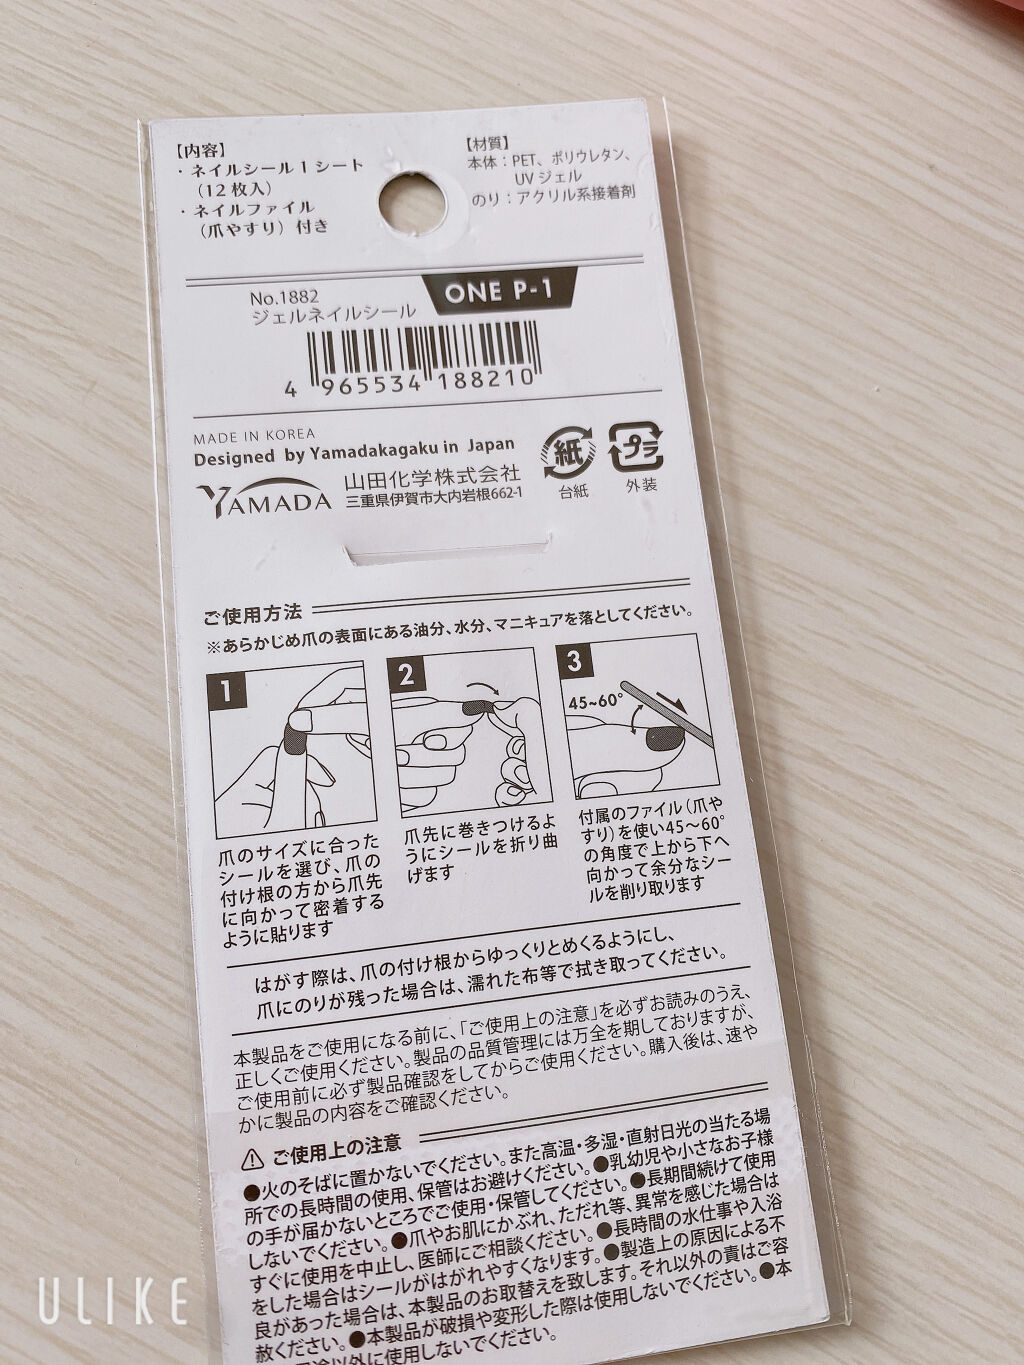 【内容】
・ネイルシール1シート
（12枚入）
・ネイルファイル
（爪やすり）付き
【材質】
本体：PET、ポリウレタン、
UVジェル
のり：アクリル系接着剤
No.1882
ジェルネイルシール
ONE P-1
4 965534 188210
MADE IN KOREA
Designed by Yamadakagaku in Japan
YAMADA
山田化学株式会社
三重県伊賀市大内岩根662-1
紙
台紙
プラ
外装
ご使用方法
※あらかじめ爪の表面にある油分、水分、マニキュアを落としてください。
1
爪のサイズに合った
シールを選び、爪の
付け根の方から爪先
に向かって密着する
ように貼ります
2
爪先に巻きつけるよ
うにシールを折り曲
げます
3
45~60°
付属のファイル（爪や
すり）を使い45～60°
の角度で上から下へ
向かって余分なシー
ルを削り取ります
はがす際は、爪の付け根からゆっくりとめくるようにし、
爪にのりが残った場合は、濡れた布等で拭き取ってください。
本製品をご使用になる前に、「ご使用上の注意」を必ずお読みのうえ、
正しくご使用ください。製品の品質管理には万全を期しておりますが、
ご使用前に必ず製品確認をしてからご使用ください。購入後は、速や
かに製品の内容をご確認ください。
ご使用上の注意
●火のそばに置かないでください。また高温・多湿・直射日光の当たる場
所での長時間の使用、保管はお避けください。●乳幼児や小さなお子様
の手が届かないところでご使用・保管してください。●長期間続けて使用
しないでください。●爪やお肌にかぶれ、ただれ等、異常を感じた場合は
すぐに使用を中止し、医師にご相談ください。●長時間の水仕事や入浴
をした場合はシールがはがれやすくなります。●製造上の原因による不
良があった場合は、本製品のお取替えを致します。それ以外の責はご容
赦ください。●本製品が破損や変形した際は使用しないでください。●本
以外に使用しないでください。
ULIKE